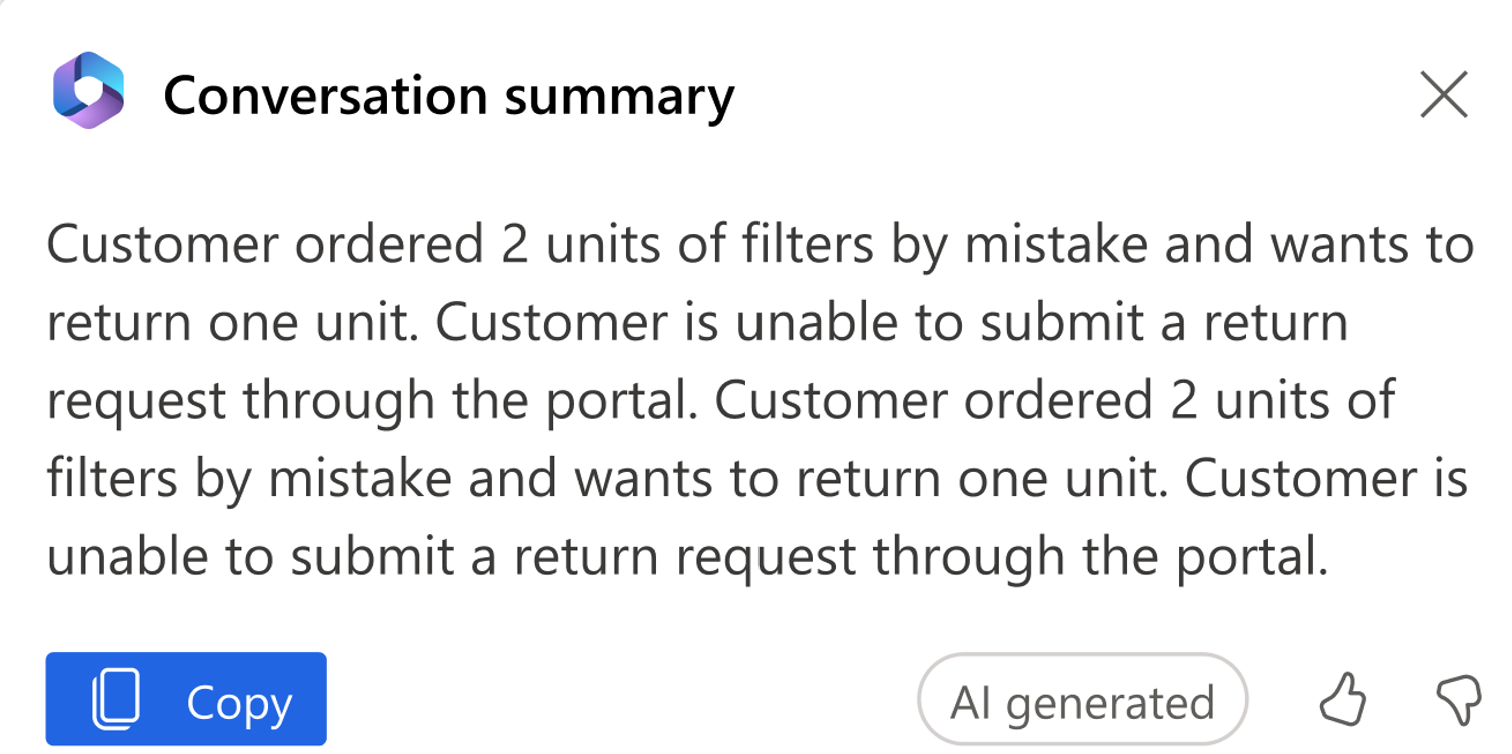 Conversation summary
Customer ordered 2 units of filters by mistake and wants to
return one unit. Customer is unable to submit a return
request through the portal. Customer ordered 2 units of
filters by mistake and wants to return one unit. Customer is
unable to submit a return request through the portal.
Copy
AI generated